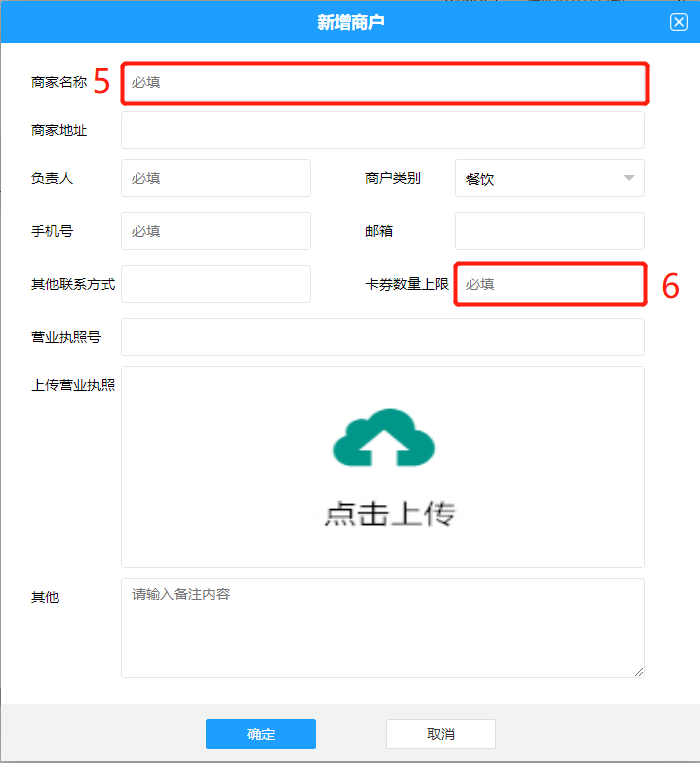 新增商户
商家名称 5 必填
商家地址
负责人 必填 商户类别 餐饮
手机号 必填 邮箱
其他联系方式 卡券数量上限 必填 6
营业执照号
上传营业执照
点击上传
其他 请输入备注内容
确定 取消